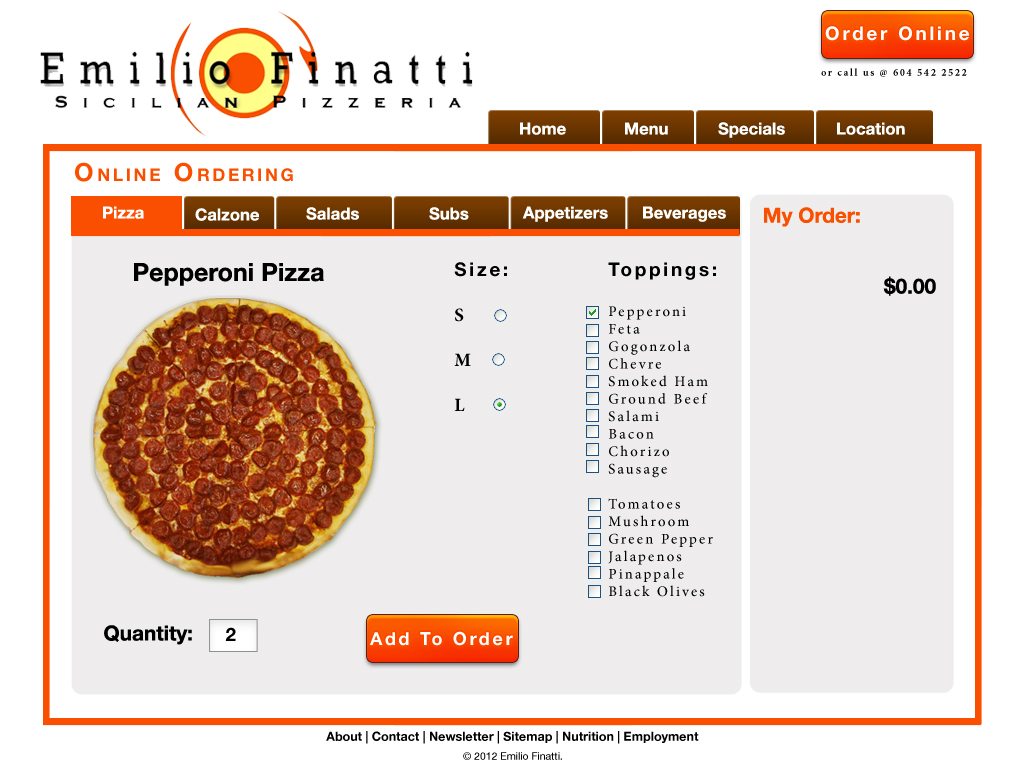 Emilio Finatti
Sicilian Pizzeria
Order Online
or call us @ 604 542 2522
Home
Menu
Specials
Location
Online Ordering
Pizza
Calzone
Salads
Subs
Appetizers
Beverages
My Order:
$0.00
Pepperoni Pizza
Size:
S
M
L
Toppings:
Pepperoni
Feta
Gogonzola
Chevre
Smoked Ham
Ground Beef
Salami
Bacon
Chorizo
Sausage
Tomatoes
Mushroom
Green Pepper
Jalapenos
Pinappale
Black Olives
Quantity: 2
Add To Order
About | Contact | Newsletter | Sitemap | Nutrition | Employment
© 2012 Emilio Finatti.